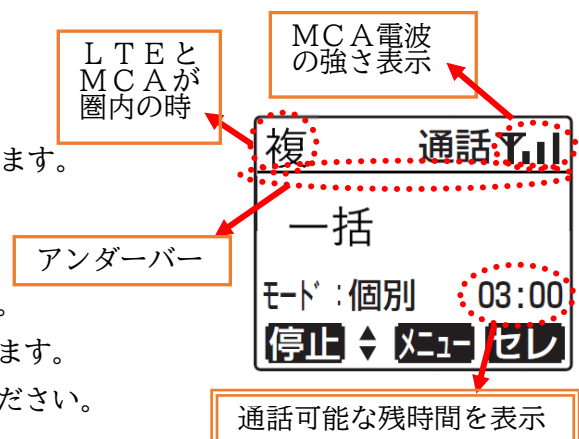 LTEと
MCAが
圏内の時
MCA電波
の強さ表示
ます。
複 通話
アンダーバー
一括
。
モード:個別 03:00
ます。
停止 メニュー セレ
ださい。
通話可能な残時間を表示